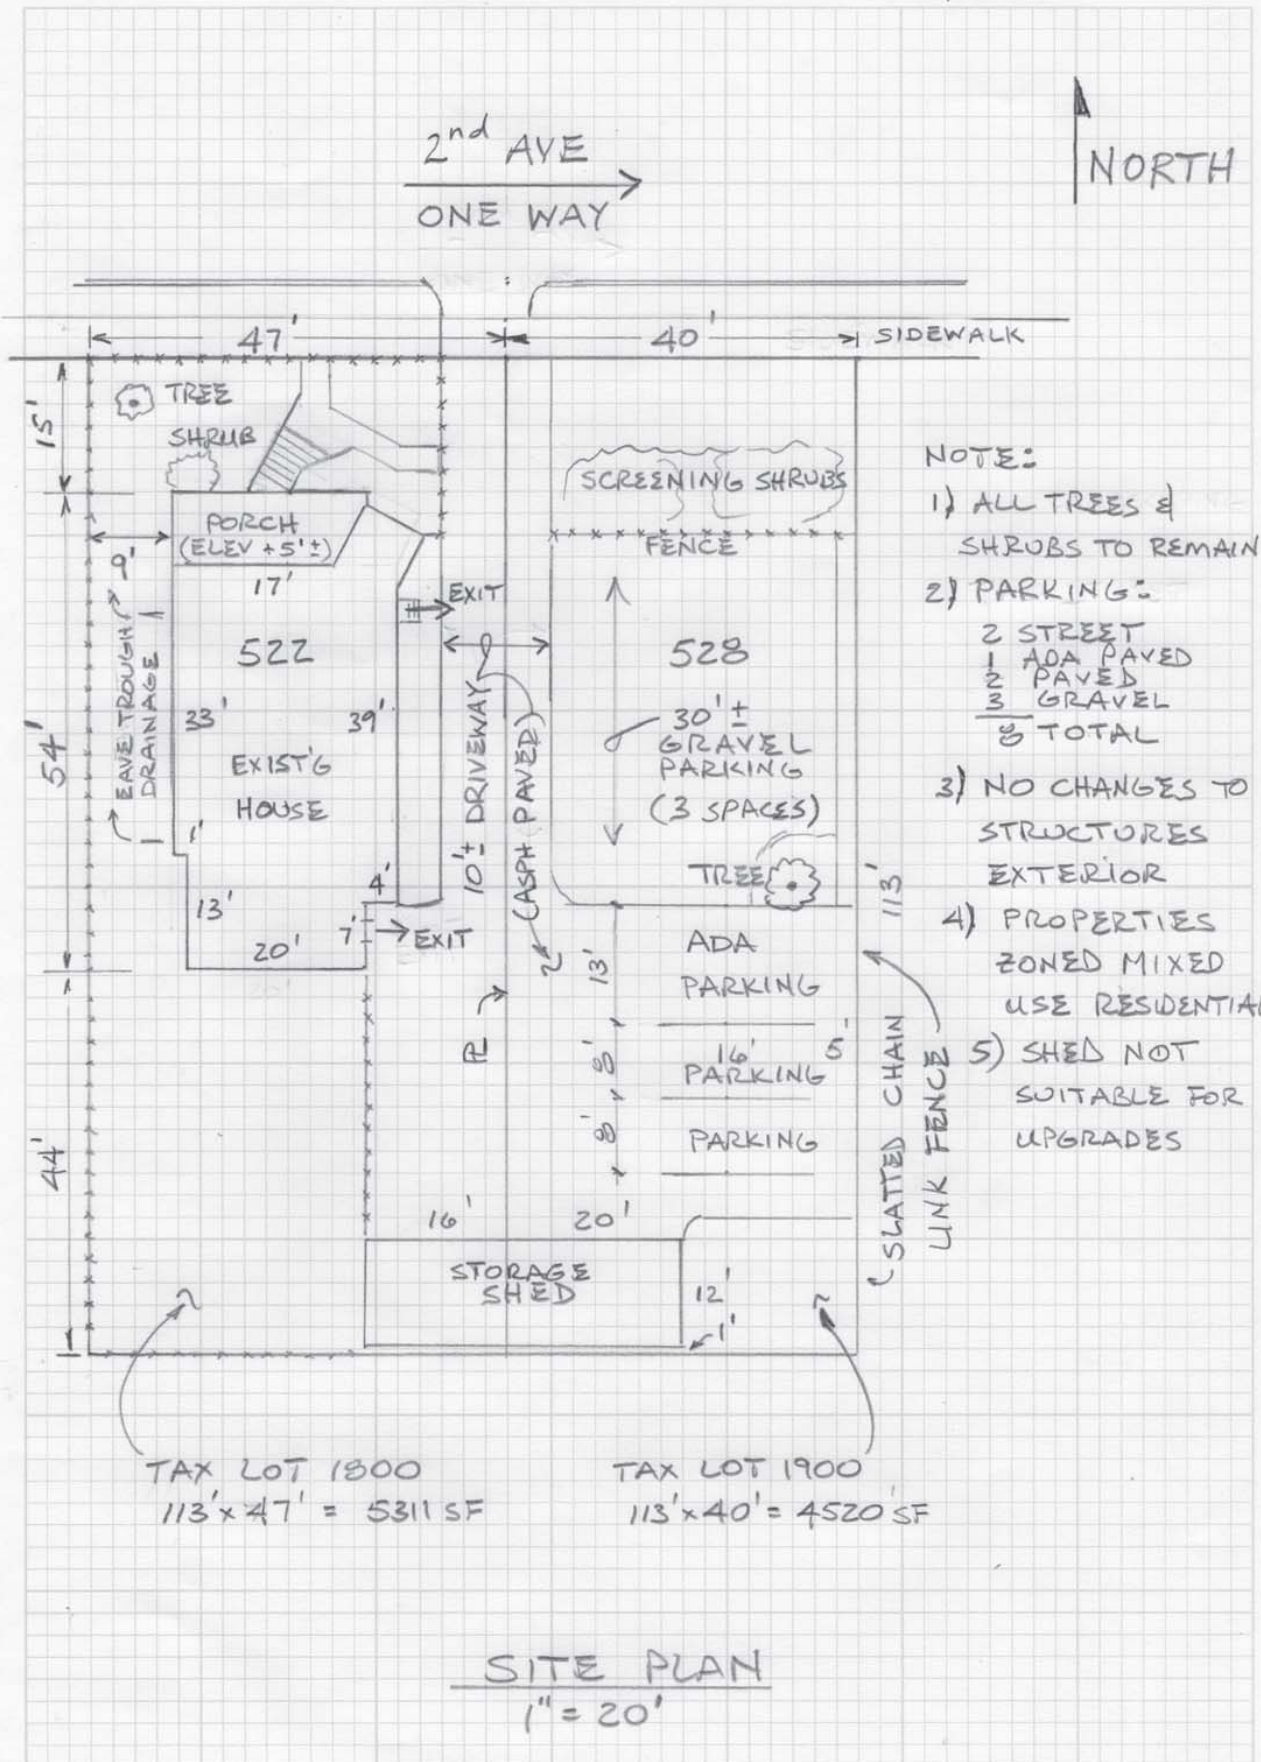 2nd AVE
ONE WAY
NORTH
47'
40'
SIDEWALK
15'
TREE
SHRUB
SCREENING SHRUBS
FENCE
PORCH
(ELEV +5'±)
9'
17'
EXIT
522
528
EAVE TROUGH
DRAINAGE
33'
39'
EXIST'G
HOUSE
10'± DRIVEWAY
(ASPH PAVED)
30'±
GRAVEL
PARKING
(3 SPACES)
54'
1'
4'
13'
7'
EXIT
20'
TREE
113'
ADA
PARKING
13'
PL
8'
16'
5'
PARKING
8'
PARKING
SLATTED CHAIN
LINK FENCE
44'
16'
20'
STORAGE
SHED
12'
1'
NOTE:
1) ALL TREES &
SHRUBS TO REMAIN
2) PARKING:
2 STREET
1 ADA PAVED
2 PAVED
3 GRAVEL
8 TOTAL
3) NO CHANGES TO
STRUCTURES
EXTERIOR
4) PROPERTIES
ZONED MIXED
USE RESIDENTIAL
5) SHED NOT
SUITABLE FOR
UPGRADES
TAX LOT 1800
113' x 47' = 5311 SF
TAX LOT 1900
113' x 40' = 4520 SF
SITE PLAN
1" = 20'